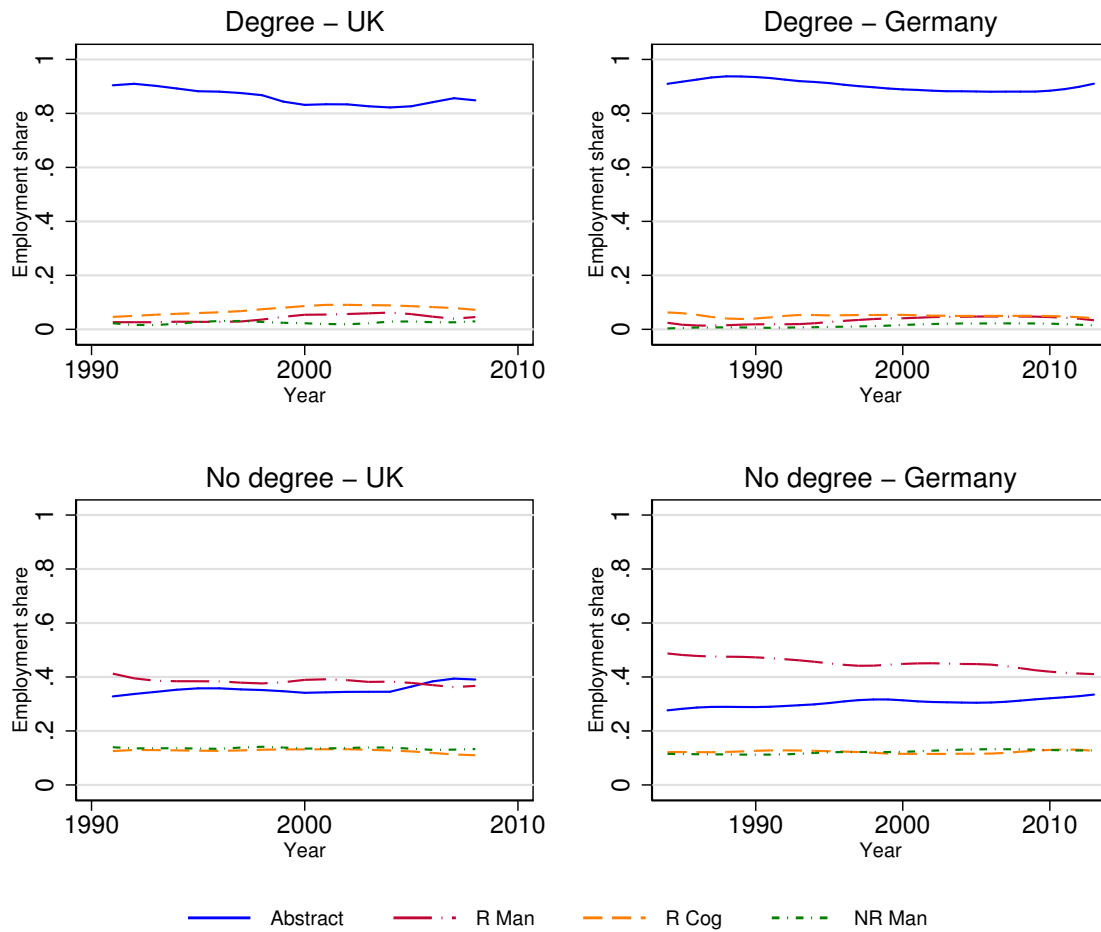 Degree − UK
Employment share
0 .2 .4 .6 .8 1
1990 2000 2010
Year
Degree − Germany
Employment share
0 .2 .4 .6 .8 1
1990 2000 2010
Year
No degree − UK
Employment share
0 .2 .4 .6 .8 1
1990 2000 2010
Year
No degree − Germany
Employment share
0 .2 .4 .6 .8 1
1990 2000 2010
Year
Abstract R Man R Cog NR Man